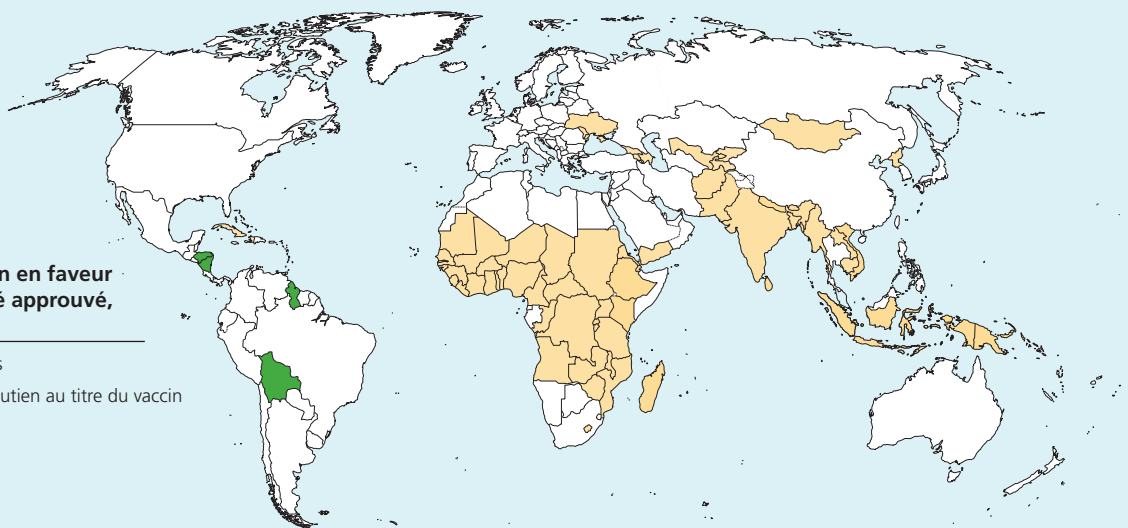 n en faveur
é approuvé,
s
utien au titre du vaccin